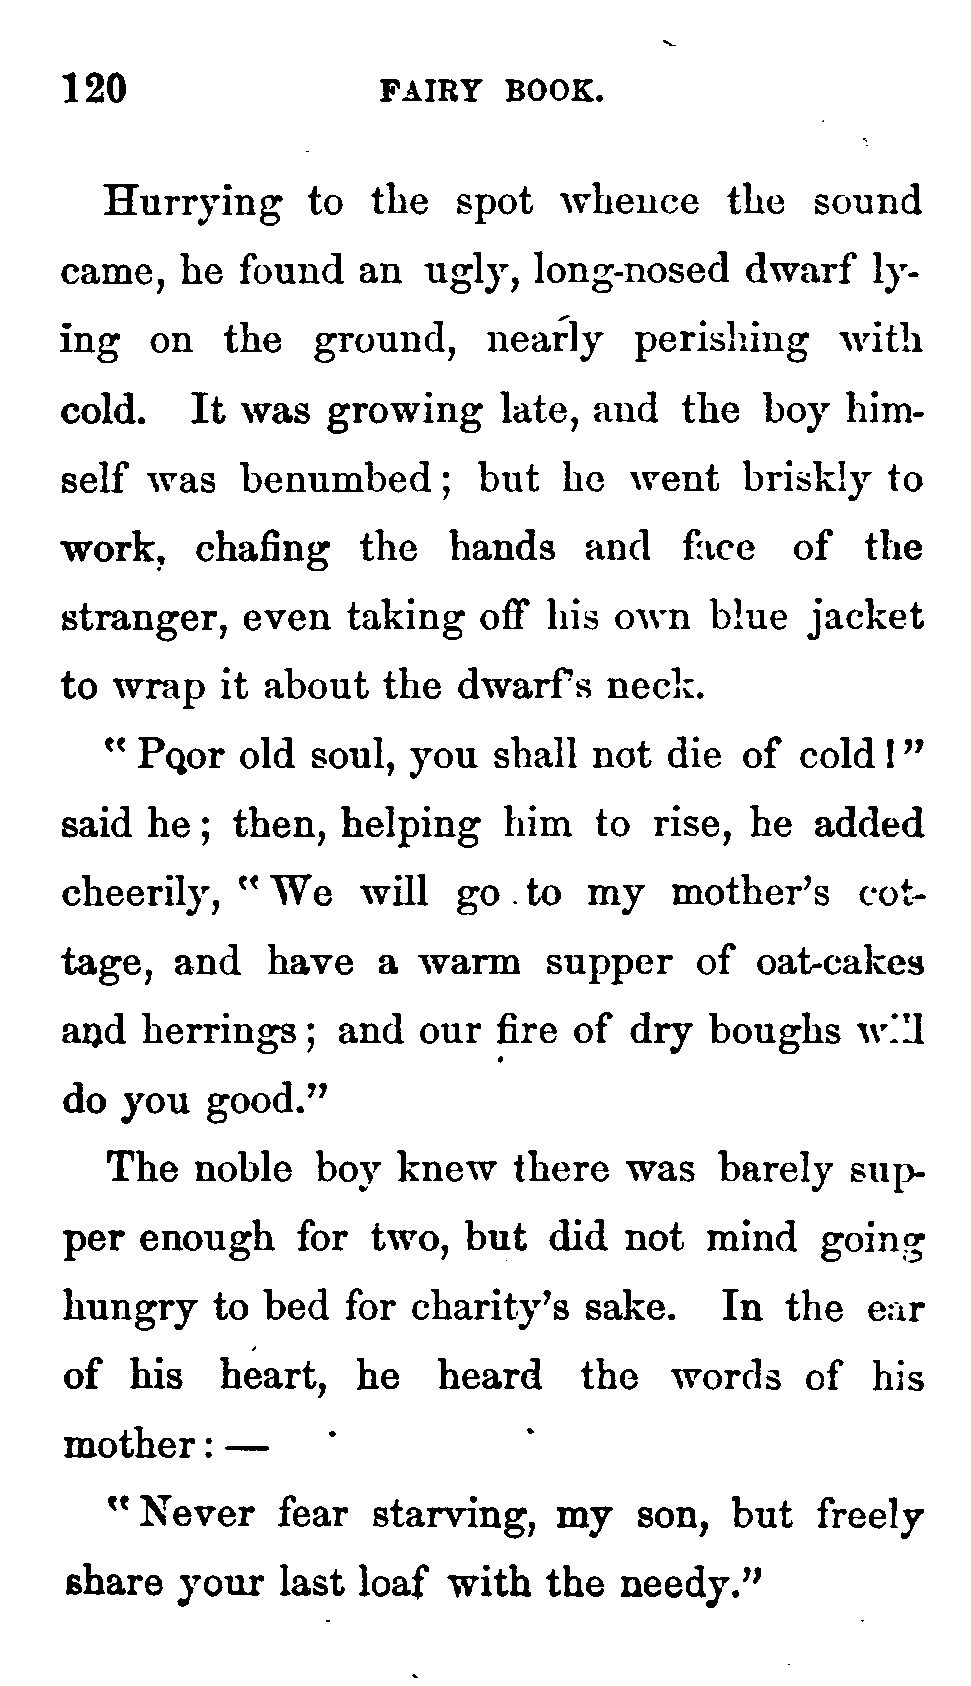 120 FAIRY BOOK.
Hurrying to the spot whence the sound
came, he found an ugly, long-nosed dwarf ly-
ing on the ground, nearly perishing with
cold. It was growing late, and the boy him-
self was benumbed; but he went briskly to
work, chafing the hands and face of the
stranger, even taking off his own blue jacket
to wrap it about the dwarf's neck.
"Poor old soul, you shall not die of cold!"
said he; then, helping him to rise, he added
cheerily, "We will go to my mother's cot-
tage, and have a warm supper of oat-cakes
and herrings; and our fire of dry boughs will
do you good."
The noble boy knew there was barely sup-
per enough for two, but did not mind going
hungry to bed for charity's sake. In the ear
of his heart, he heard the words of his
mother: —
"Never fear starving, my son, but freely
share your last loaf with the needy."